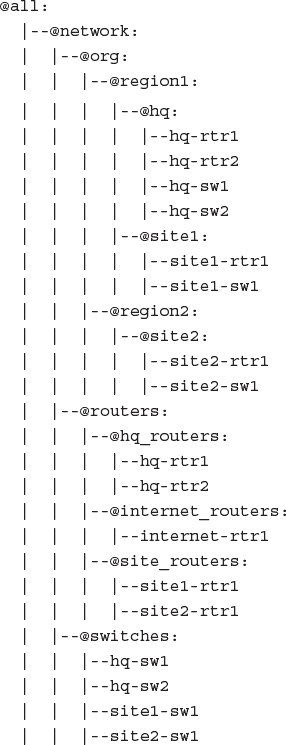 @all:
  |--@network:
  |  |--@org:
  |  |  |--@region1:
  |  |  |  |--@hq:
  |  |  |  |  |--hq-rtr1
  |  |  |  |  |--hq-rtr2
  |  |  |  |  |--hq-sw1
  |  |  |  |  |--hq-sw2
  |  |  |  |--@site1:
  |  |  |  |  |--site1-rtr1
  |  |  |  |  |--site1-sw1
  |  |  |--@region2:
  |  |  |  |--@site2:
  |  |  |  |  |--site2-rtr1
  |  |  |  |  |--site2-sw1
  |  |--@routers:
  |  |  |--@hq_routers:
  |  |  |  |--hq-rtr1
  |  |  |  |--hq-rtr2
  |  |  |--@internet_routers:
  |  |  |  |--internet-rtr1
  |  |  |--@site_routers:
  |  |  |  |--site1-rtr1
  |  |  |  |--site2-rtr1
  |  |--@switches:
  |  |  |--hq-sw1
  |  |  |--hq-sw2
  |  |  |--site1-sw1
  |  |  |--site2-sw1